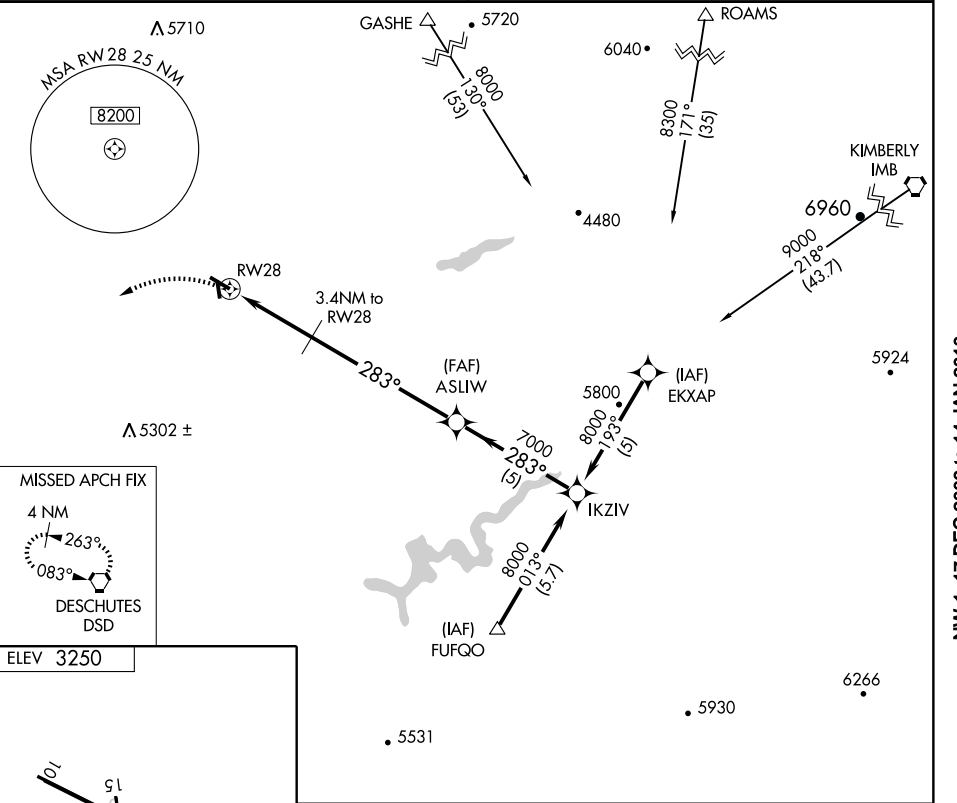 5710
MSA RW 28 25 NM
8200
GASHE
5720
8000
130°
(53)
ROAMS
6040
8300
171°
(35)
KIMBERLY
IMB
6960
9000
218°
(43.7)
4480
RW28
3.4NM to
RW28
283°
(FAF)
ASLIW
7000
283°
(5)
5800
8000
193°
(5)
(IAF)
EKXAP
5924
IKZIV
5302 ±
8000
013°
(5.7)
(IAF)
FUFQO
MISSED APCH FIX
4 NM
263°
083°
DESCHUTES
DSD
ELEV 3250
6266
5930
5531
10
15